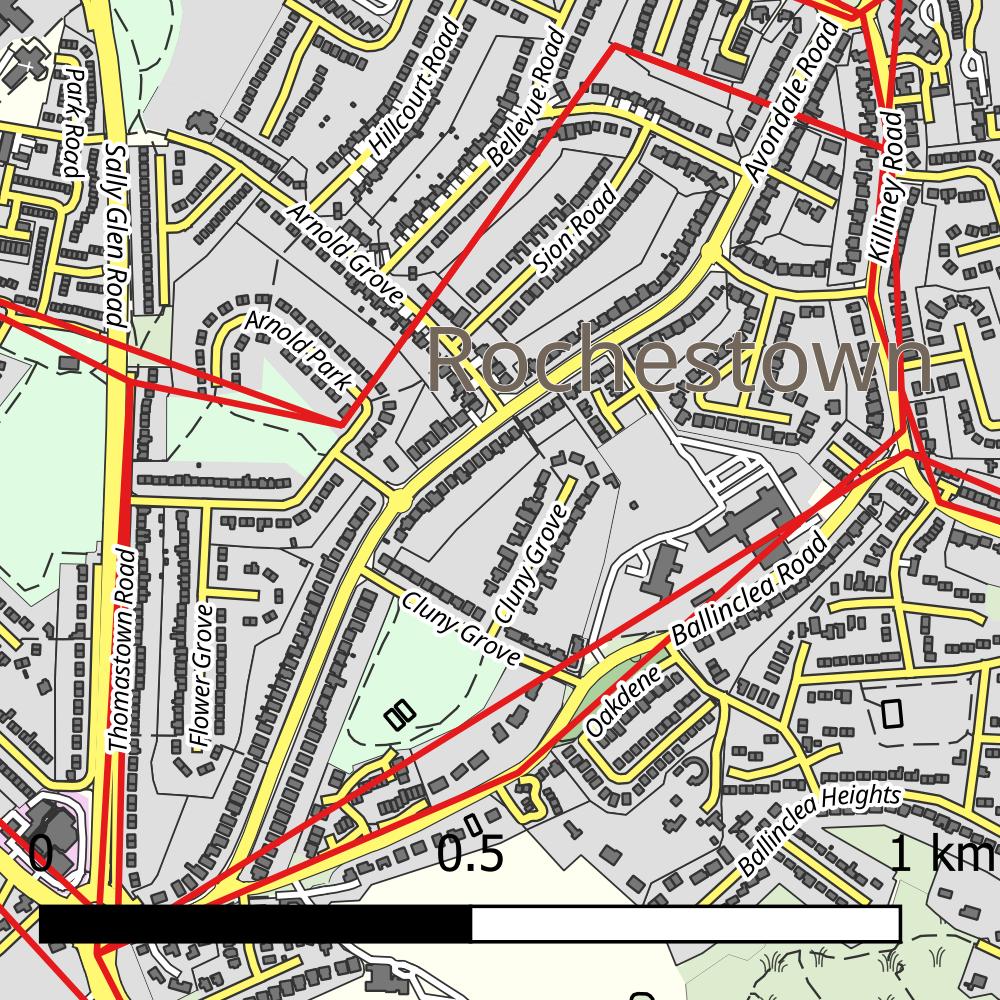 Park Road
Sally Glen Road
Hillcourt Road
Bellevue Road
Avondale Road
Killiney Road
Arnold Grove
Sion Road
Arnold Park
Rochestown
Cluny Grove
Cluny Grove
Ballinclea Road
Thomastown Road
Flower Grove
Oakdene
Ballinclea Heights
0
0.5
1 km